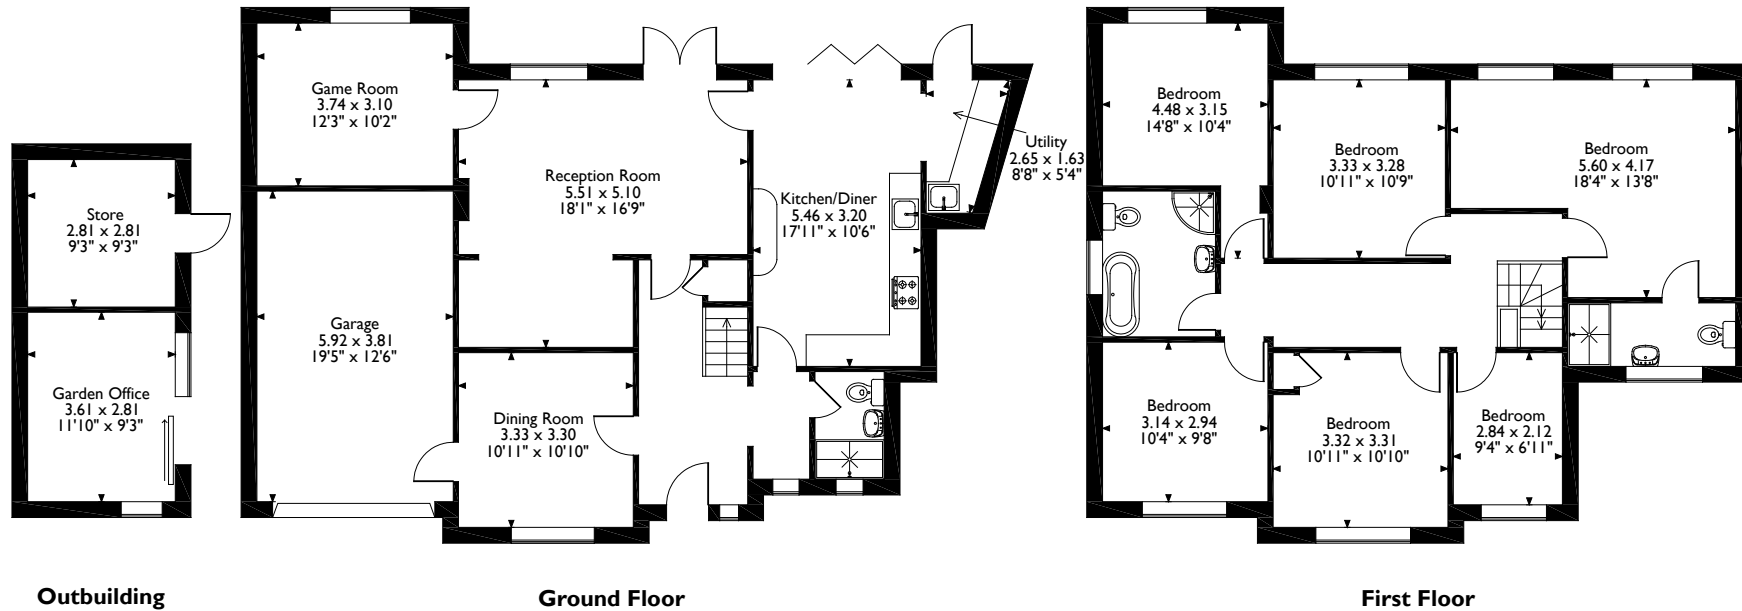 Store
2.81 x 2.81
9'3" x 9'3"
Garden Office
3.61 x 2.81
11'10" x 9'3"
Outbuilding
Game Room
3.74 x 3.10
12'3" x 10'2"
Reception Room
5.51 x 5.10
18'1" x 16'9"
Kitchen/Diner
5.46 x 3.20
17'11" x 10'6"
Utility
2.65 x 1.63
8'8" x 5'4"
Garage
5.92 x 3.81
19'5" x 12'6"
Dining Room
3.33 x 3.30
10'11" x 10'10"
Ground Floor
Bedroom
4.48 x 3.15
14'8" x 10'4"
Bedroom
3.33 x 3.28
10'11" x 10'9"
Bedroom
5.60 x 4.17
18'4" x 13'8"
Bedroom
3.14 x 2.94
10'4" x 9'8"
Bedroom
3.32 x 3.31
10'11" x 10'10"
Bedroom
2.84 x 2.12
9'4" x 6'11"
First Floor